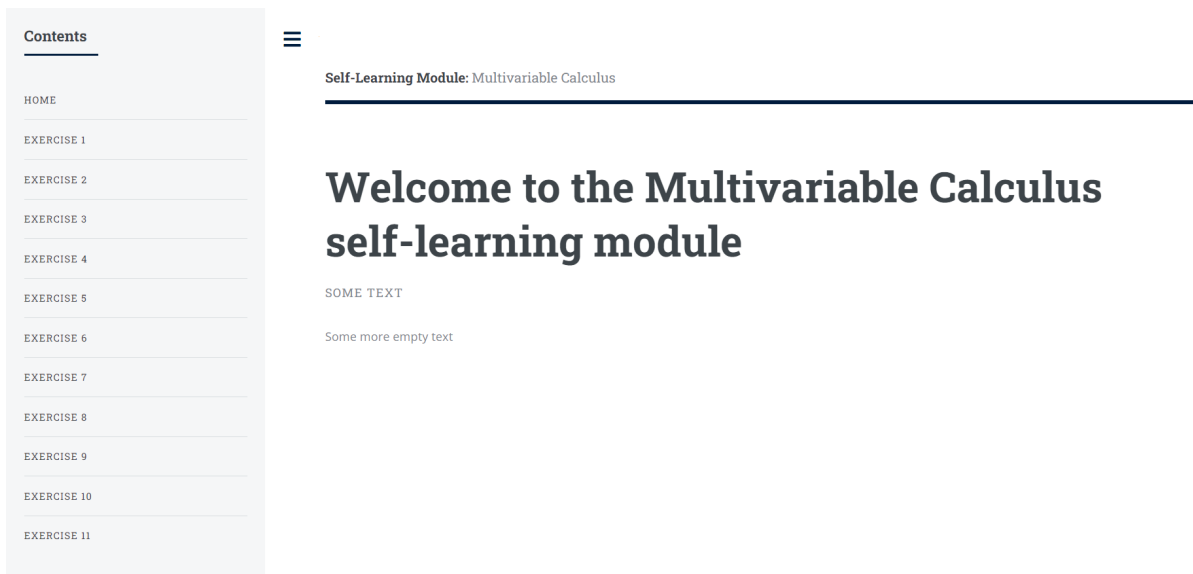 Contents
HOME
EXERCISE 1
EXERCISE 2
EXERCISE 3
EXERCISE 4
EXERCISE 5
EXERCISE 6
EXERCISE 7
EXERCISE 8
EXERCISE 9
EXERCISE 10
EXERCISE 11
Self-Learning Module: Multivariable Calculus
Welcome to the Multivariable Calculus
self-learning module
SOME TEXT
Some more empty text